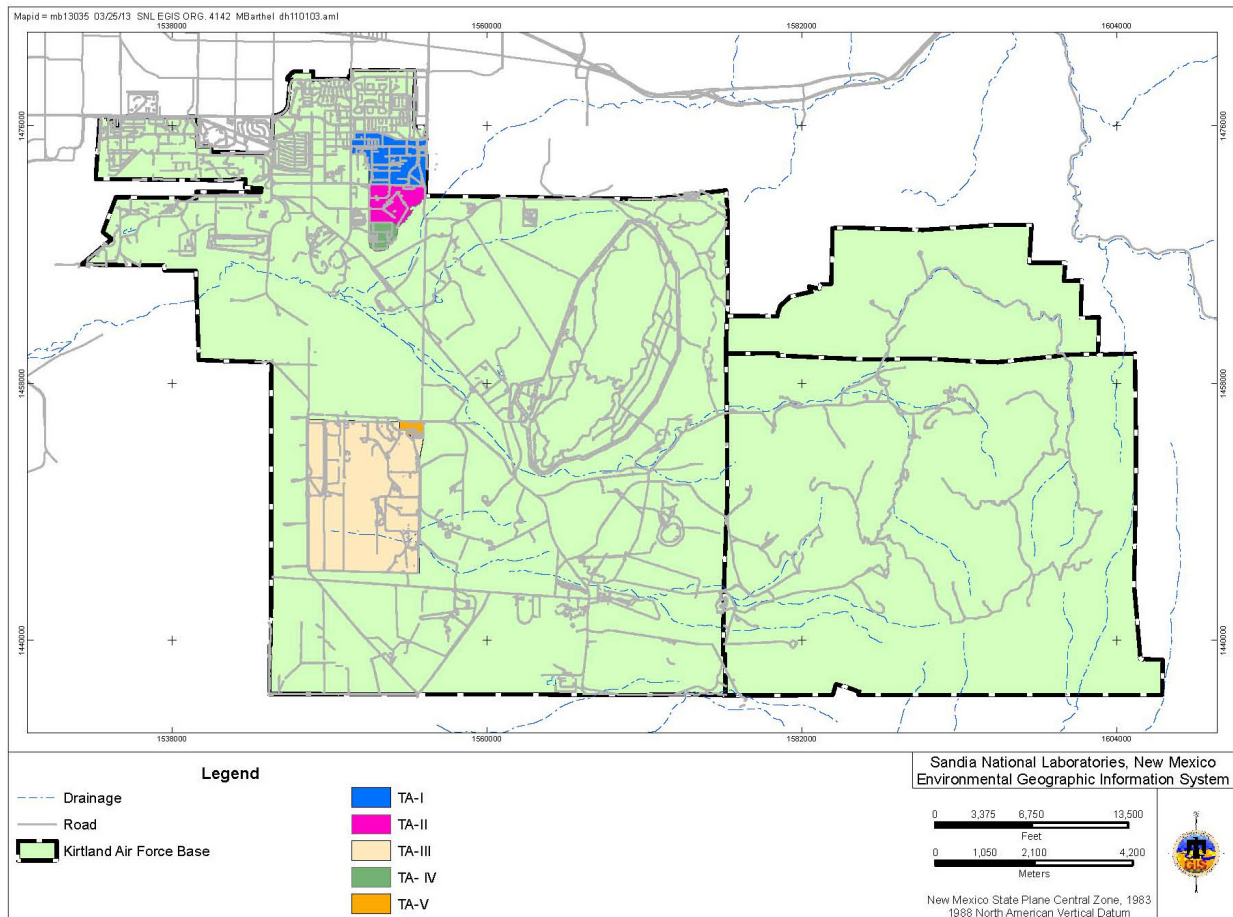 Mapid = mb13035 03/25/13 SNL EGIS ORG. 4142 MBarthel dh110103.aml
1538000 1560000 1582000 1604000
1476000 1476000
1458000 1458000
1440000 1440000
1538000 1560000 1582000 1604000
Legend
Drainage
Road
Kirtland Air Force Base
TA-I
TA-II
TA-III
TA- IV
TA-V
Sandia National Laboratories, New Mexico
Environmental Geographic Information System
0 3,375 6,750 13,500
Feet
0 1,050 2,100 4,200
Meters
GIS
New Mexico State Plane Central Zone, 1983
1988 North American Vertical Datum